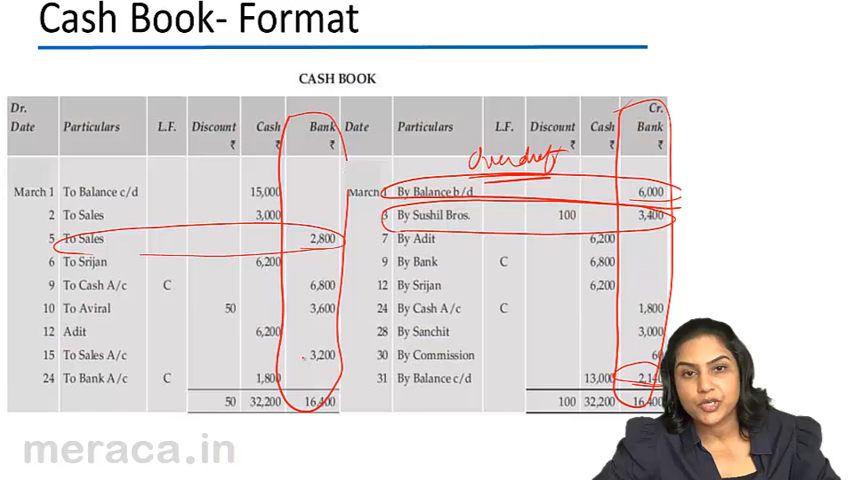 Cash Book- Format
CASH BOOK
Dr. Cr.
Date Particulars L.F. Discount Cash Bank Date Particulars L.F. Discount Cash Bank
₹ ₹ ₹ ₹ ₹ ₹
overdraft
March 1 To Balance c/d 15,000 March 1 By Balance b/d 6,000
2 To Sales 3,000 3 By Sushil Bros. 100 3,400
5 To Sales 2,800 7 By Adit 6,200
6 To Srijan 6,200 9 By Bank C 6,800
9 To Cash A/c C 6,800 12 By Srijan 6,200
10 To Aviral 50 3,600 24 By Cash A/c C 1,800
12 Adit 6,200 28 By Sanchit 3,000
15 To Sales A/c 3,200 30 By Commission
24 To Bank A/c C 1,800 31 By Balance c/d 13,000 2,140
50 32,200 16,400 100 32,200 16,400
meraca.in